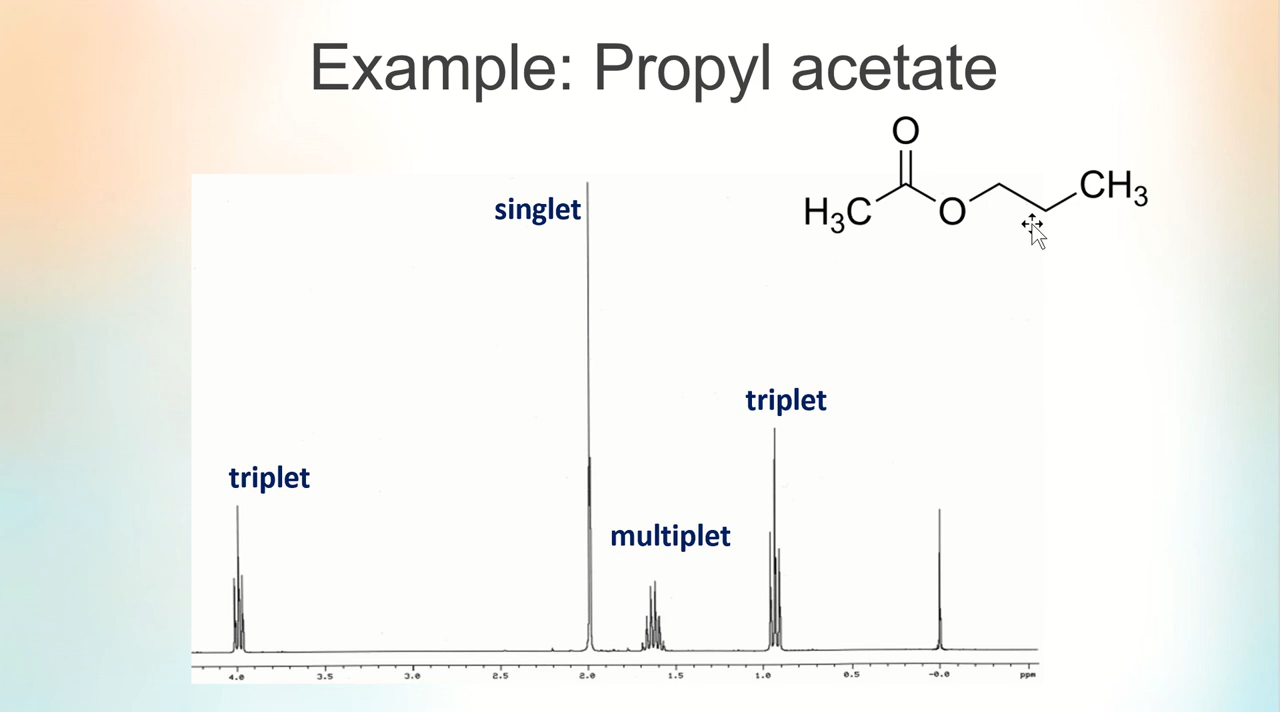 Example: Propyl acetate
O
H3C
O
CH3
singlet
triplet
triplet
multiplet
4.0 3.5 3.0 2.5 2.0 1.5 1.0 0.5 -0.0 ppm